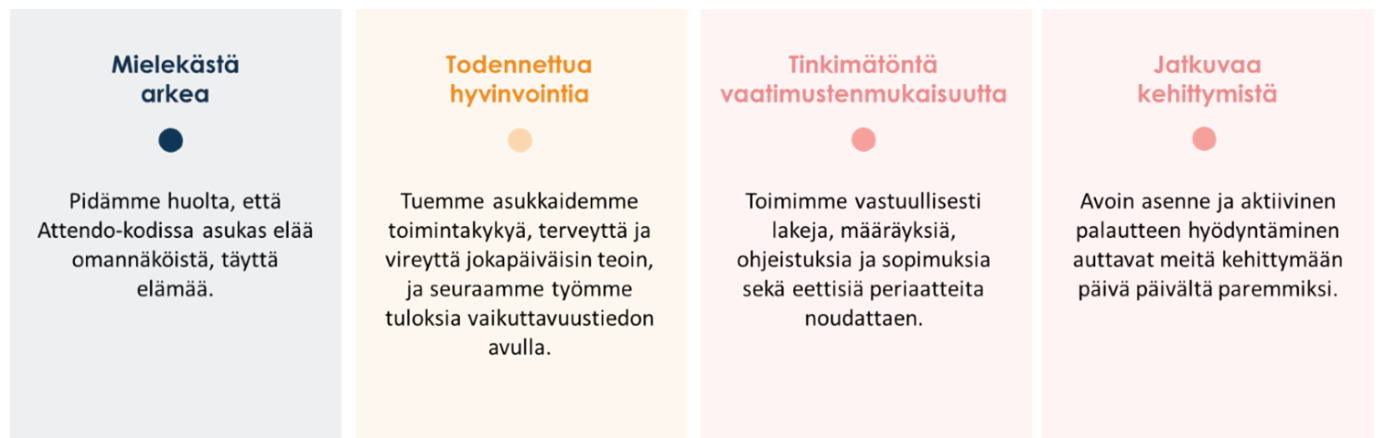 Mielekästä
arkea
Pidämme huolta, että
Attendo-kodissa asukas elää
omannäköistä, täyttä
elämää.
Todennettua
hyvinvointia
Tuemme asukkaidemme
toimintakykyä, terveyttä ja
vireyttä jokapäiväisin teoin,
ja seuraamme työmme
tuloksia vaikuttavuustiedon
avulla.
Tinkimätöntä
vaatimustenmukaisuutta
Toimimme vastuullisesti
lakeja, määräyksiä,
ohjeistuksia ja sopimuksia
sekä eettisiä periaatteita
noudattaen.
Jatkuvaa
kehittymistä
Avoin asenne ja aktiivinen
palautteen hyödyntäminen
auttavat meitä kehittymään
päivä päivältä paremmiksi.